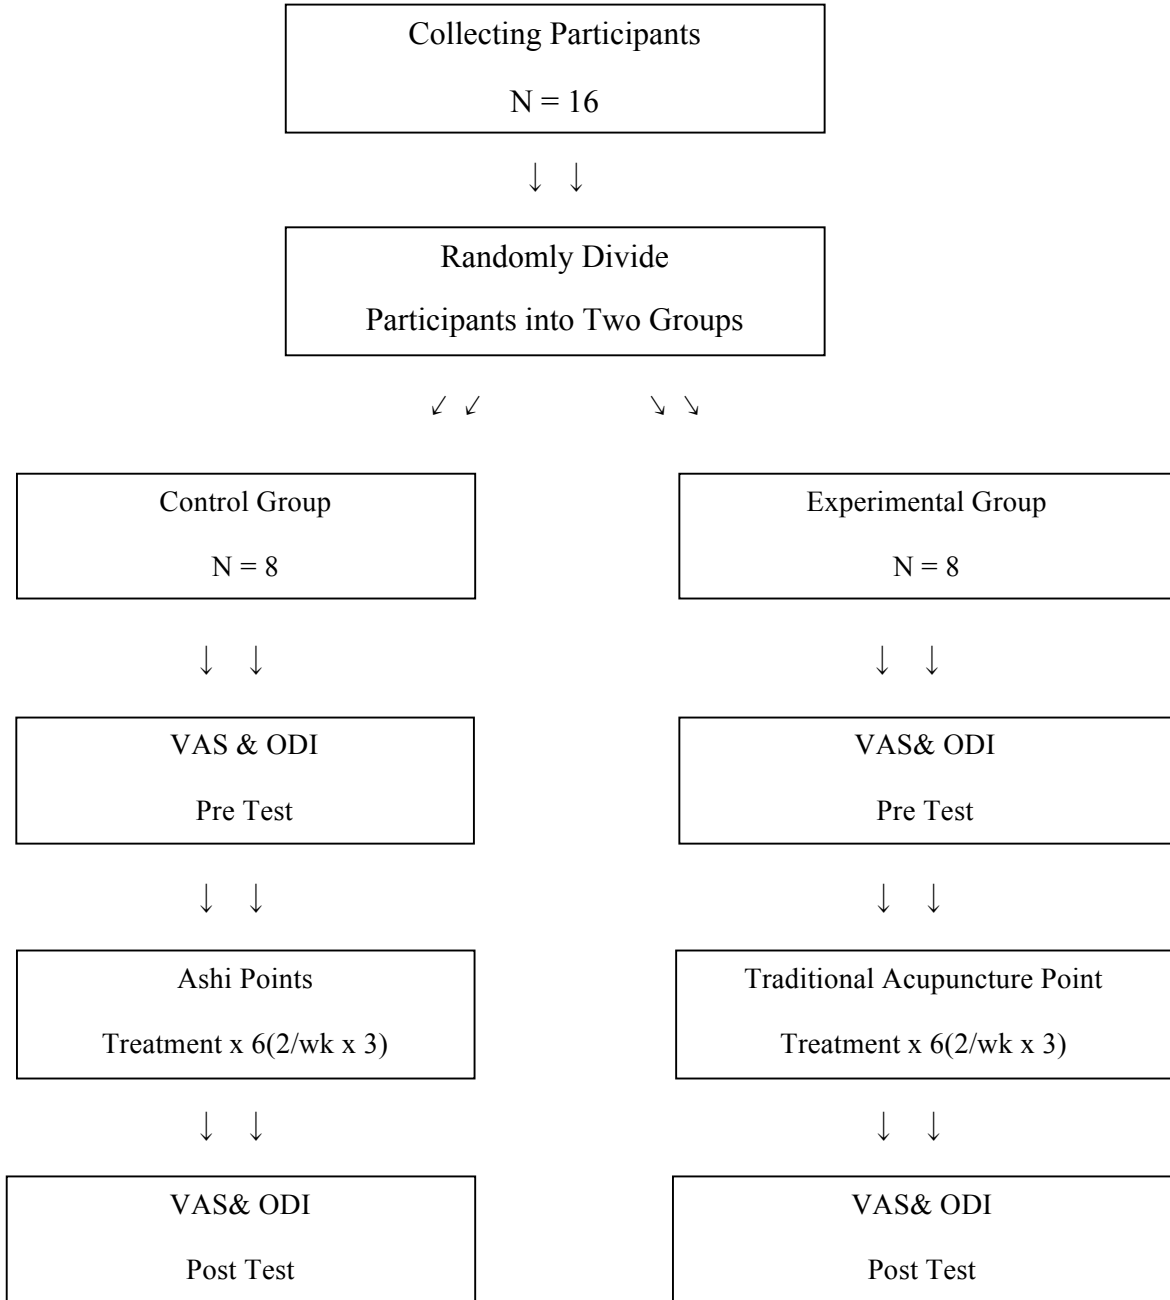 Collecting Participants
N = 16
↓ ↓
Randomly Divide
Participants into Two Groups
↙ ↙ ↘ ↘
Control Group
N = 8
Experimental Group
N = 8
↓ ↓
↓ ↓
VAS & ODI
Pre Test
VAS& ODI
Pre Test
↓ ↓
↓ ↓
Ashi Points
Treatment x 6(2/wk x 3)
Traditional Acupuncture Point
Treatment x 6(2/wk x 3)
↓ ↓
↓ ↓
VAS& ODI
Post Test
VAS& ODI
Post Test